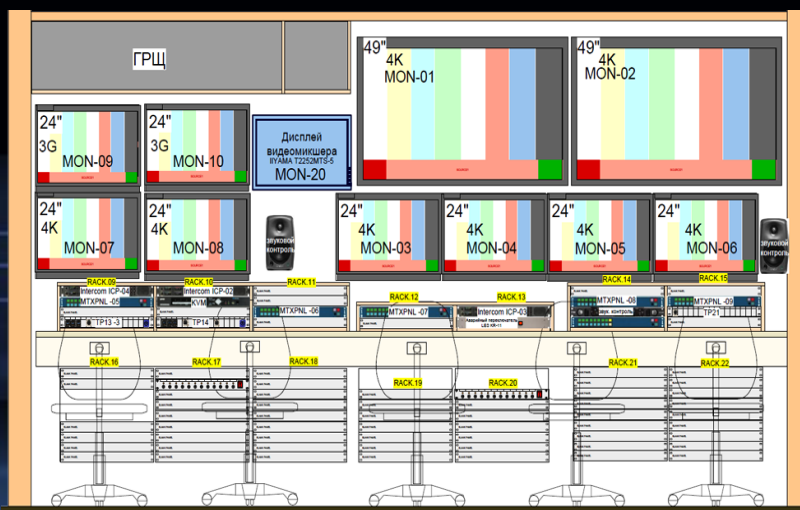 ГРЩ
49"
4K
MON-01
49"
4K
MON-02
24"
3G
MON-09
24"
3G
MON-10
Дисплей
видеомикшера
IIYAMA T2252MTS-5
MON-20
24"
4K
MON-07
24"
4K
MON-08
звуковой
контроль
24"
4K
MON-03
24"
4K
MON-04
24"
4K
MON-05
24"
4K
MON-06
звуковой
контроль
RACK.09
Intercom ICP-04
MTXPNL -05
TP13 -3
RACK.10
Intercom ICP-02
KVM
TP14
RACK.11
MTXPNL -06
RACK.12
MTXPNL -07
RACK.13
Intercom ICP-03
RACK.14
MTXPNL -08
звук. контроль
RACK.15
MTXPNL -09
TP21
RACK.16
RACK.17
RACK.18
RACK.19
RACK.20
RACK.21
RACK.22